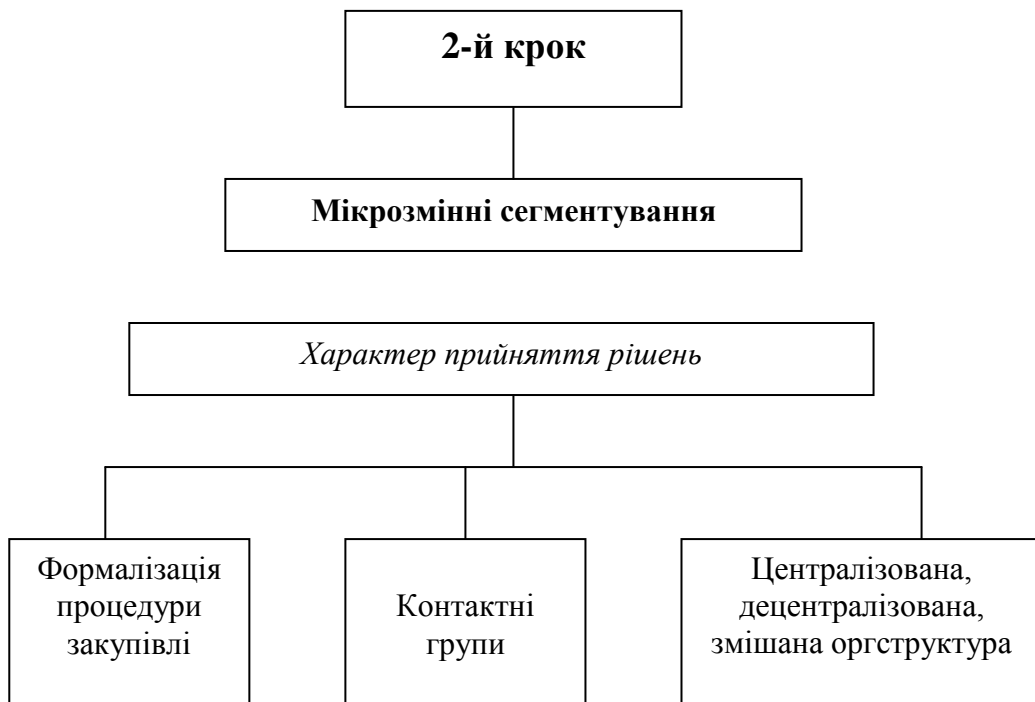 2-й крок
Мікрозмінні сегментування
Характер прийняття рішень
Формалізація
процедури
закупівлі
Контактні
групи
Централізована,
децентралізована,
змішана оргструктура